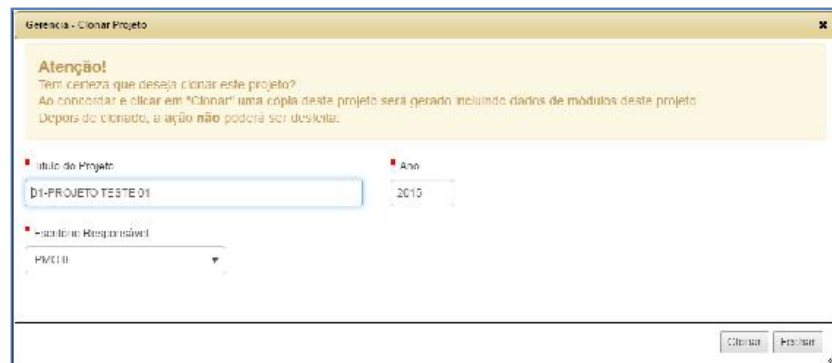 Gerencia - Clonar Projeto
Atenção!
Tem certeza que deseja clonar este projeto?
Ao concordar e clicar em "Clonar" uma cópia deste projeto será gerado incluindo dados de módulos deste projeto
Depois de clonado, a ação não poderá ser desfeita.
Título do Projeto
Ano
01-PROJETO TESTE 01
2015
Escritório Responsável
Clonar
Fechar